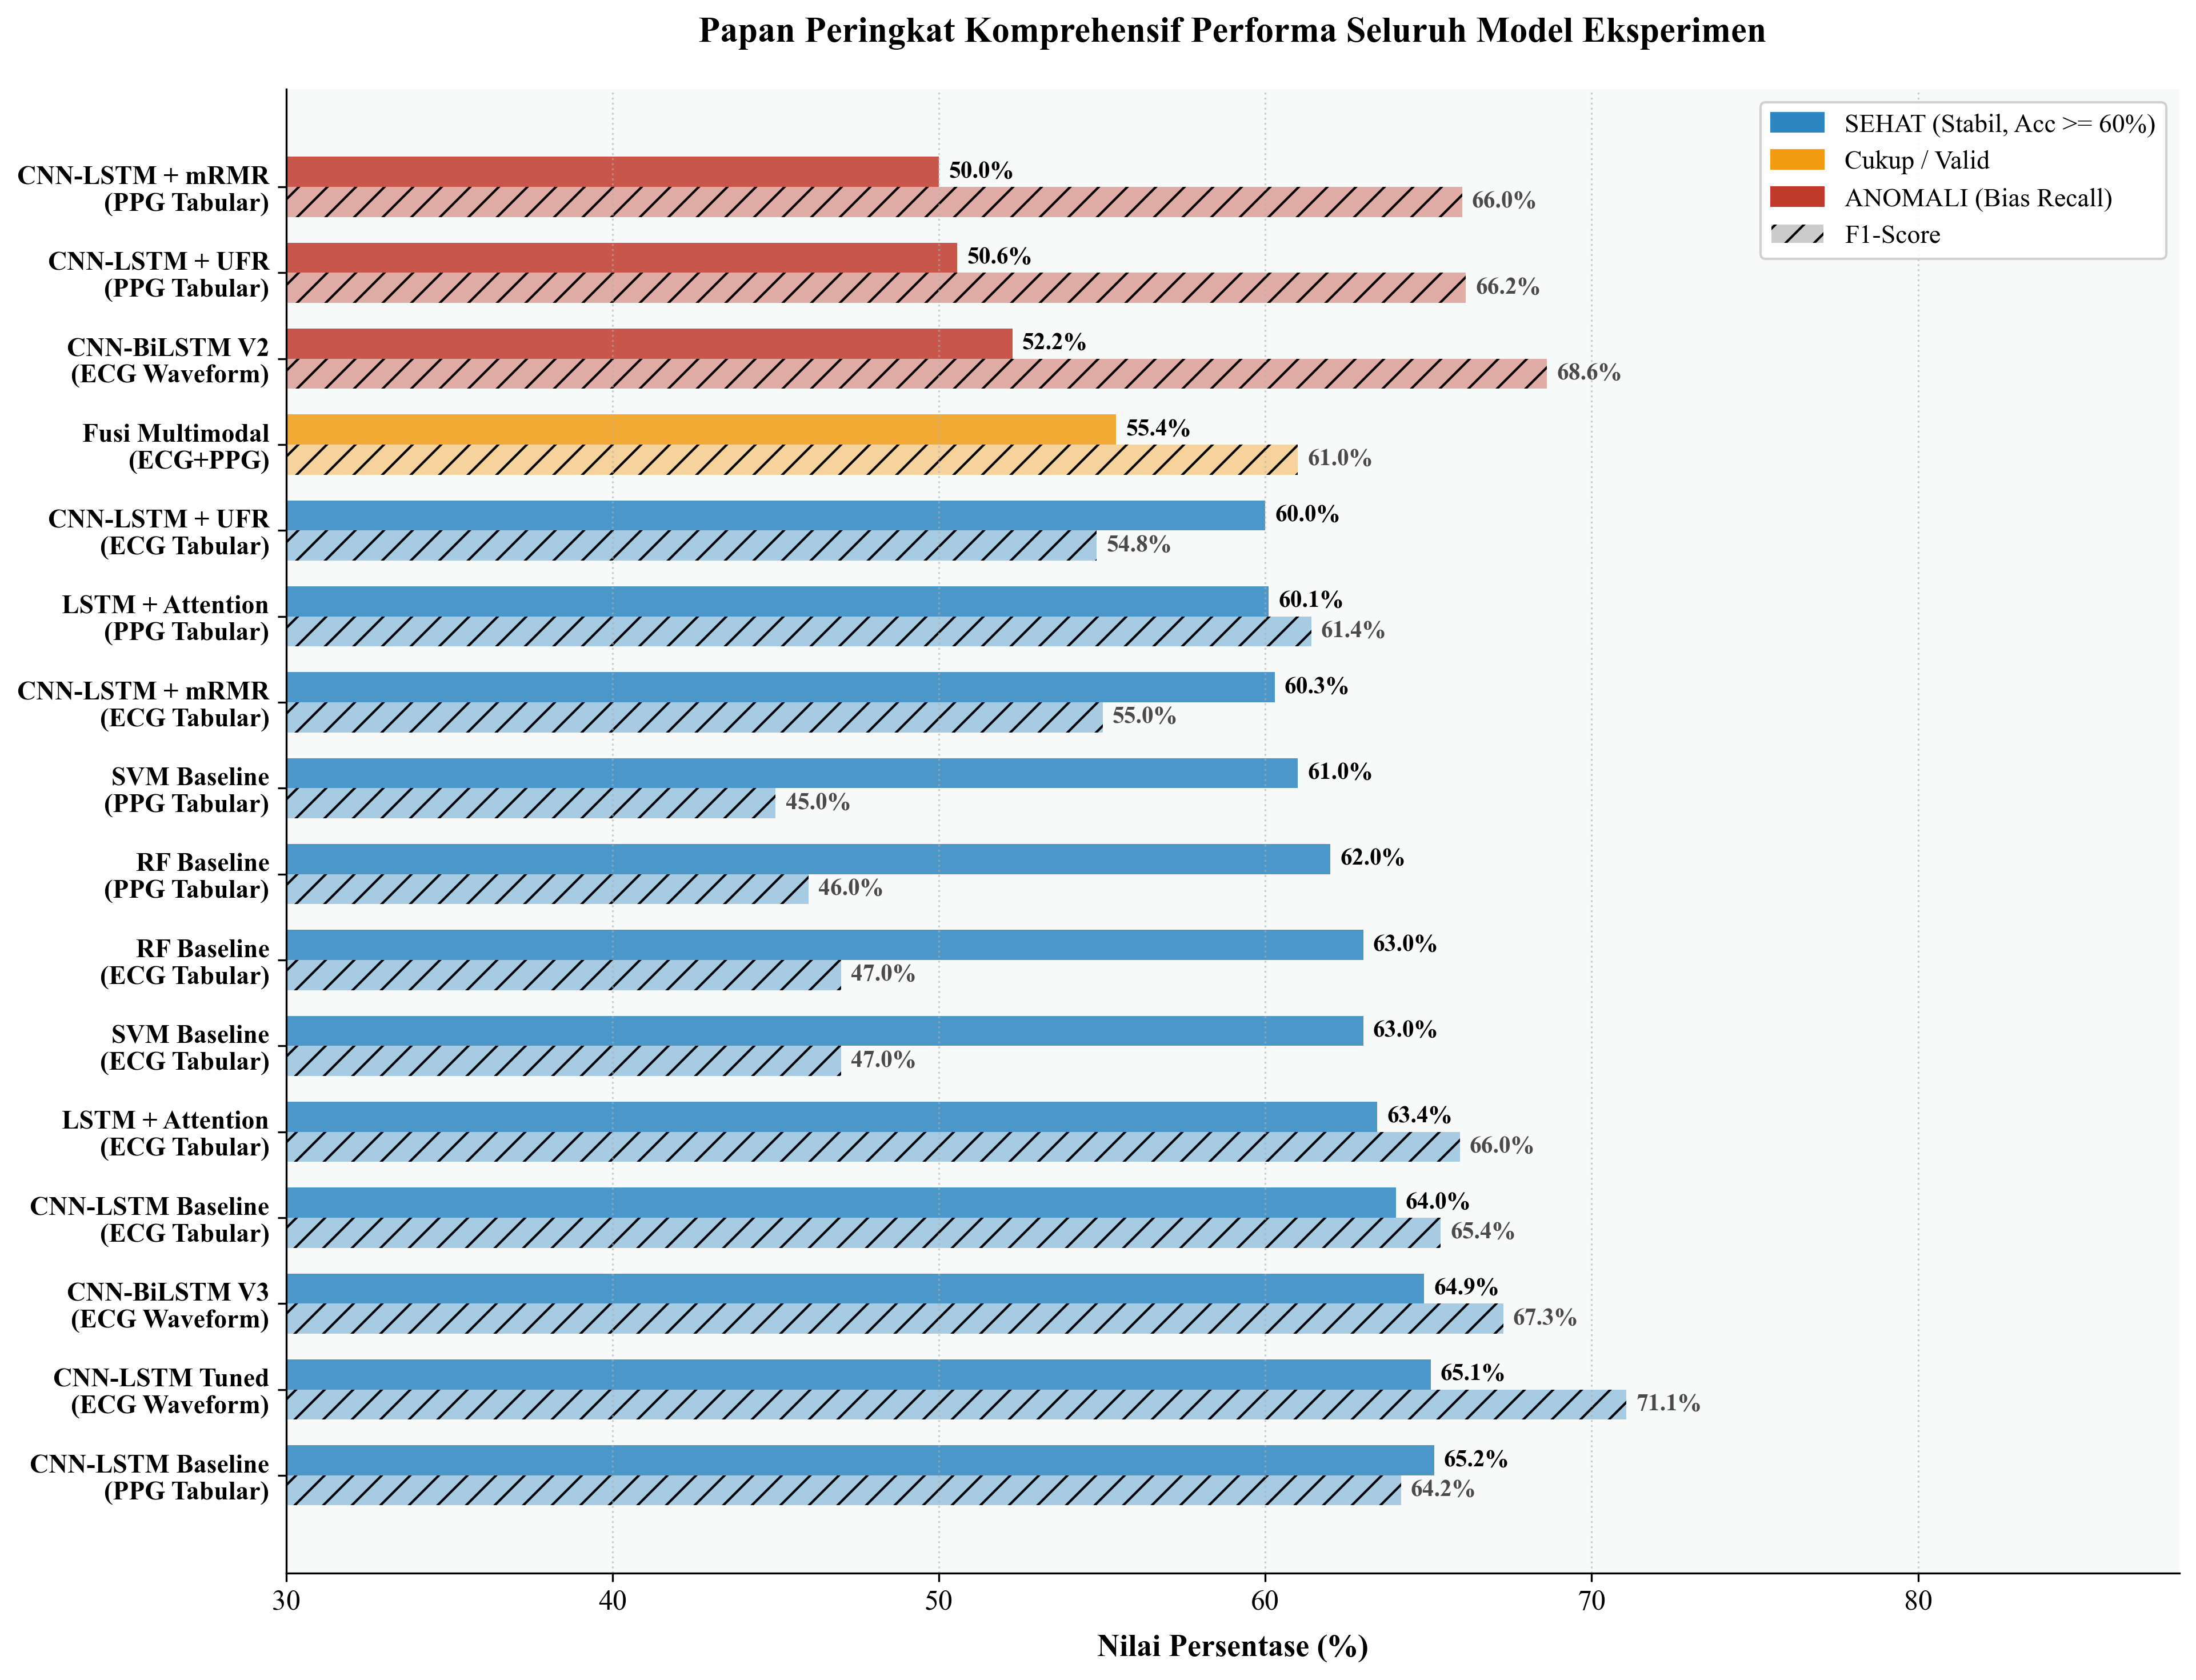 Papan Peringkat Komprehensif Performa Seluruh Model Eksperimen
SEHAT (Stabil, Acc >= 60%)
Cukup / Valid
ANOMALI (Bias Recall)
F1-Score
CNN-LSTM + mRMR
(PPG Tabular)
50.0%
66.0%
CNN-LSTM + UFR
(PPG Tabular)
50.6%
66.2%
CNN-BiLSTM V2
(ECG Waveform)
52.2%
68.6%
Fusi Multimodal
(ECG+PPG)
55.4%
61.0%
CNN-LSTM + UFR
(ECG Tabular)
60.0%
54.8%
LSTM + Attention
(PPG Tabular)
60.1%
61.4%
CNN-LSTM + mRMR
(ECG Tabular)
60.3%
55.0%
SVM Baseline
(PPG Tabular)
61.0%
45.0%
RF Baseline
(PPG Tabular)
62.0%
46.0%
RF Baseline
(ECG Tabular)
63.0%
47.0%
SVM Baseline
(ECG Tabular)
63.0%
47.0%
LSTM + Attention
(ECG Tabular)
63.4%
66.0%
CNN-LSTM Baseline
(ECG Tabular)
64.0%
65.4%
CNN-BiLSTM V3
(ECG Waveform)
64.9%
67.3%
CNN-LSTM Tuned
(ECG Waveform)
65.1%
71.1%
CNN-LSTM Baseline
(PPG Tabular)
65.2%
64.2%
30 40 50 60 70 80
Nilai Persentase (%)